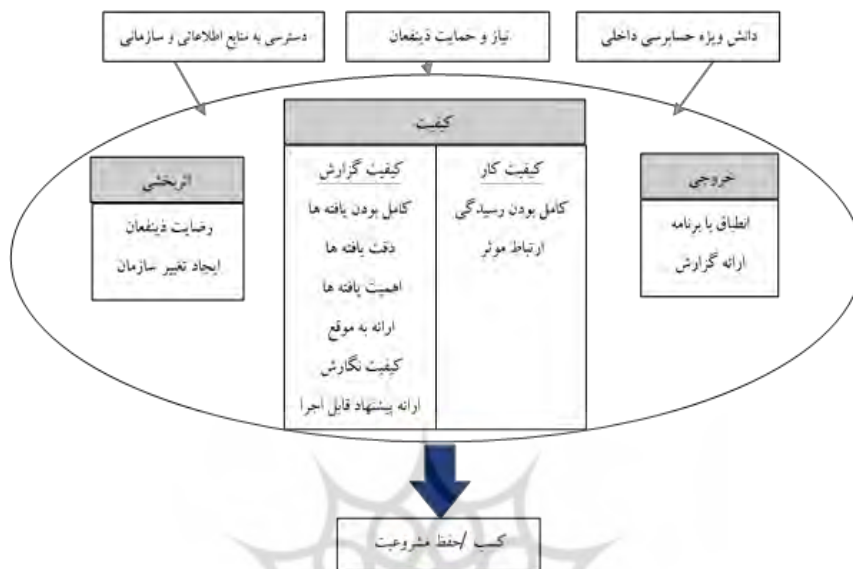 دانش ویژه حسابرسی داخلی
نیاز و حمایت ذینفعان
دسترسی به منابع اطلاعاتی و سازمانی
کیفیت
خروجی
انطباق با برنامه
ارائه گزارش
کیفیت کار
کامل بودن رسیدگی
ارتباط موثر
کیفیت گزارش
کامل بودن یافته ها
دقت یافته ها
اهمیت یافته ها
ارائه به موقع
کیفیت نگارش
ارائه پیشنهاد قابل اجرا
اثربخشی
رضایت ذینفعان
ایجاد تغییر سازمان
کسب /حفظ مشروعیت